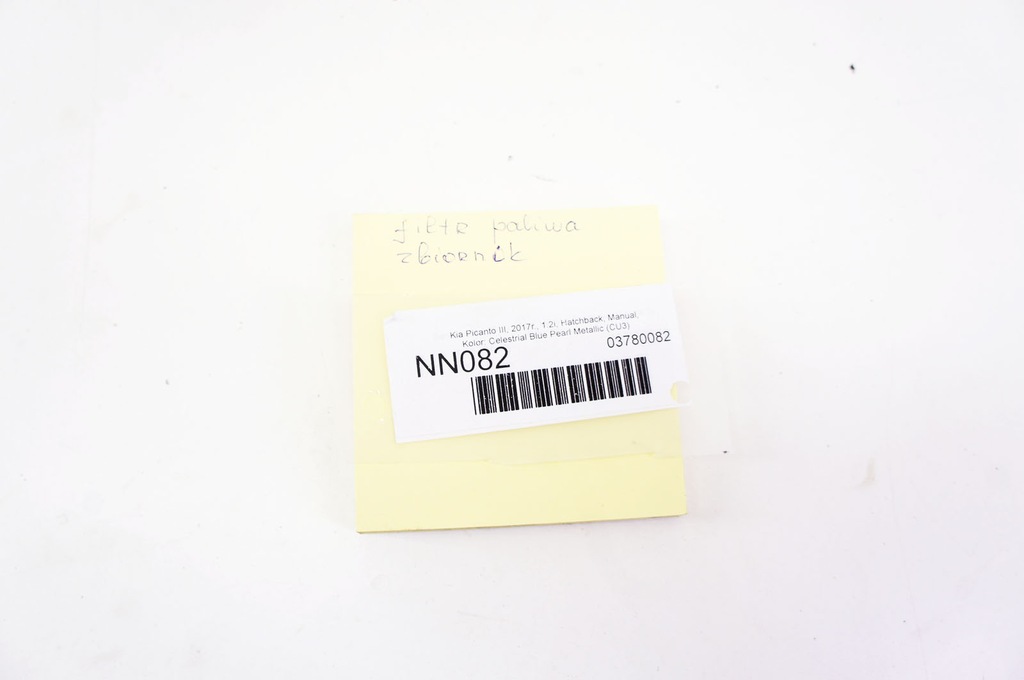 filtr paliwa
zbiornik
Kia Picanto III, 2017r., 1.2i, Hatchback, Manual,
Kolor: Celestrial Blue Pearl Metallic (CU3)
03780082
NN082